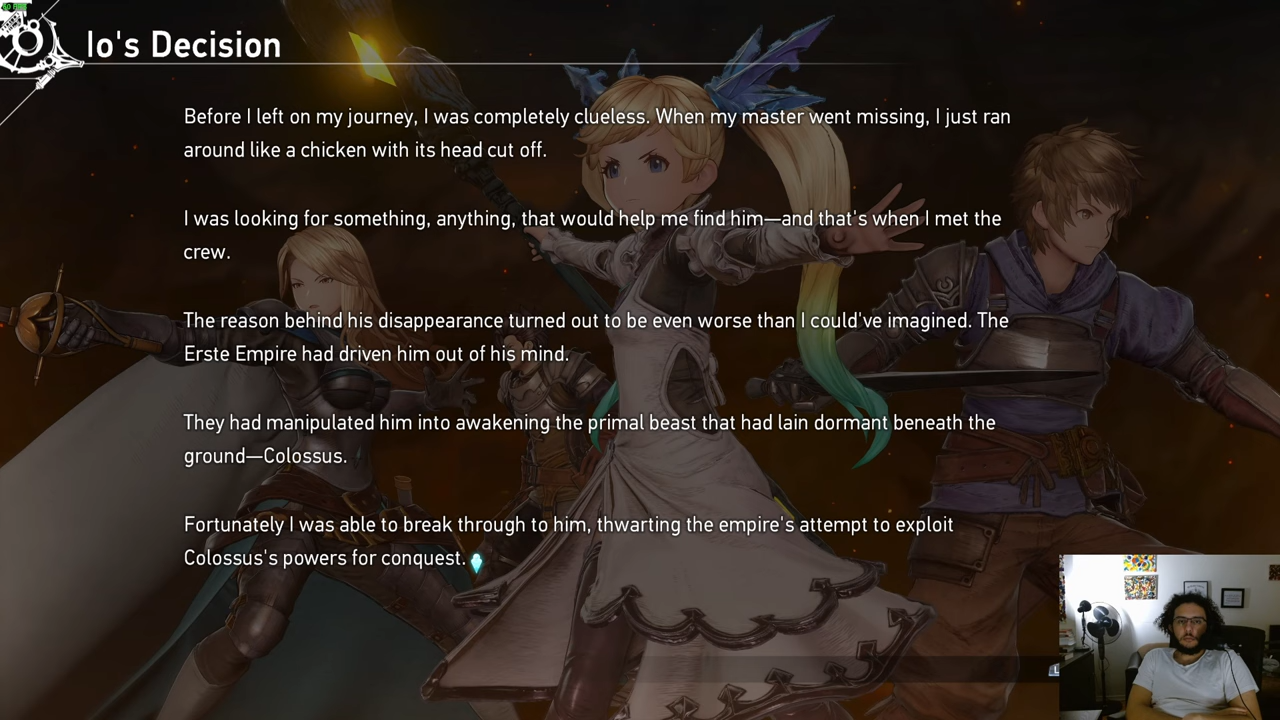 Io's Decision
Before I left on my journey, I was completely clueless. When my master went missing, I just ran
around like a chicken with its head cut off.
I was looking for something, anything, that would help me find him—and that's when I met the
crew.
The reason behind his disappearance turned out to be even worse than I could've imagined. The
Erste Empire had driven him out of his mind.
They had manipulated him into awakening the primal beast that had lain dormant beneath the
ground—Colossus.
Fortunately I was able to break through to him, thwarting the empire's attempt to exploit
Colossus's powers for conquest.